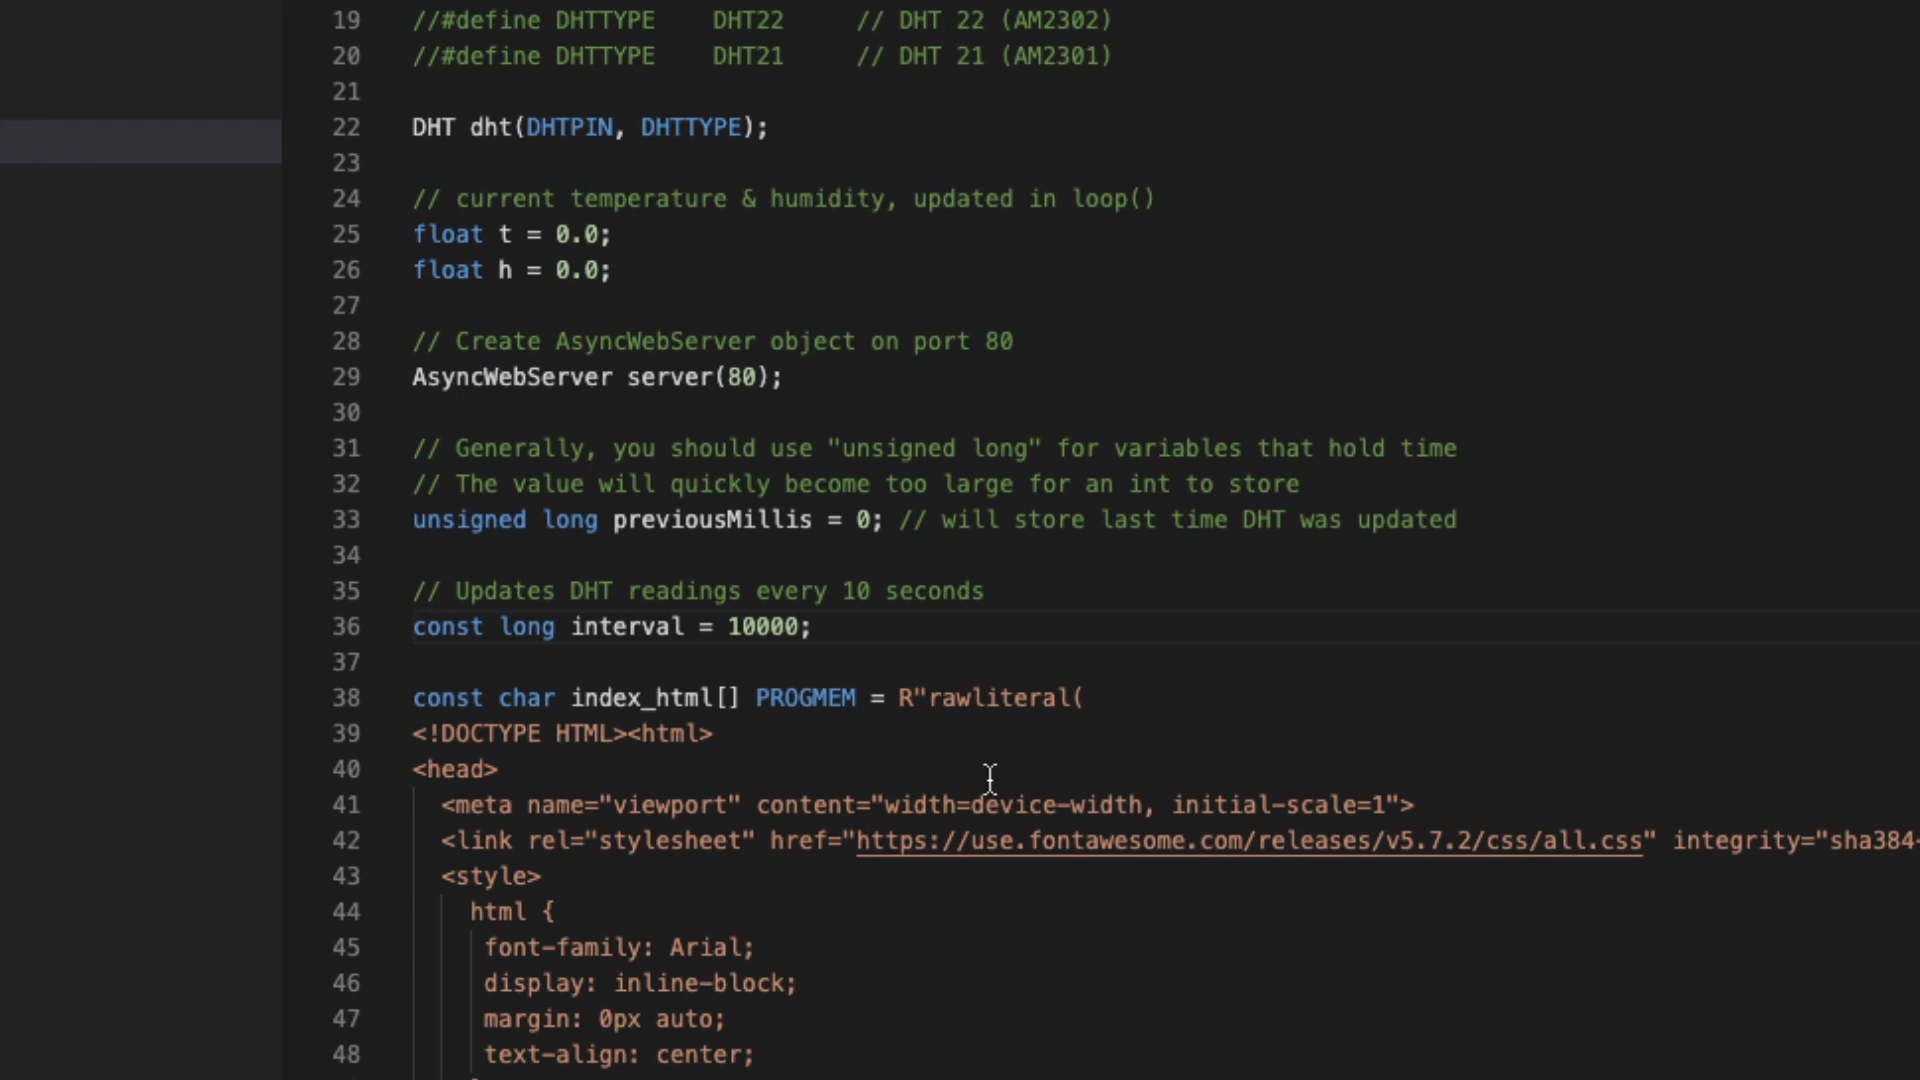 19 //#define DHTTYPE    DHT22     // DHT 22 (AM2302)
20 //#define DHTTYPE    DHT21     // DHT 21 (AM2301)
21
22 DHT dht(DHTPIN, DHTTYPE);
23
24 // current temperature & humidity, updated in loop()
25 float t = 0.0;
26 float h = 0.0;
27
28 // Create AsyncWebServer object on port 80
29 AsyncWebServer server(80);
30
31 // Generally, you should use "unsigned long" for variables that hold time
32 // The value will quickly become too large for an int to store
33 unsigned long previousMillis = 0; // will store last time DHT was updated
34
35 // Updates DHT readings every 10 seconds
36 const long interval = 10000;
37
38 const char index_html[] PROGMEM = R"rawliteral(
39 <!DOCTYPE HTML><html>
40 <head>
41   <meta name="viewport" content="width=device-width, initial-scale=1">
42   <link rel="stylesheet" href="https://use.fontawesome.com/releases/v5.7.2/css/all.css" integrity="sha384-
43   <style>
44     html {
45      font-family: Arial;
46      display: inline-block;
47      margin: 0px auto;
48      text-align: center;